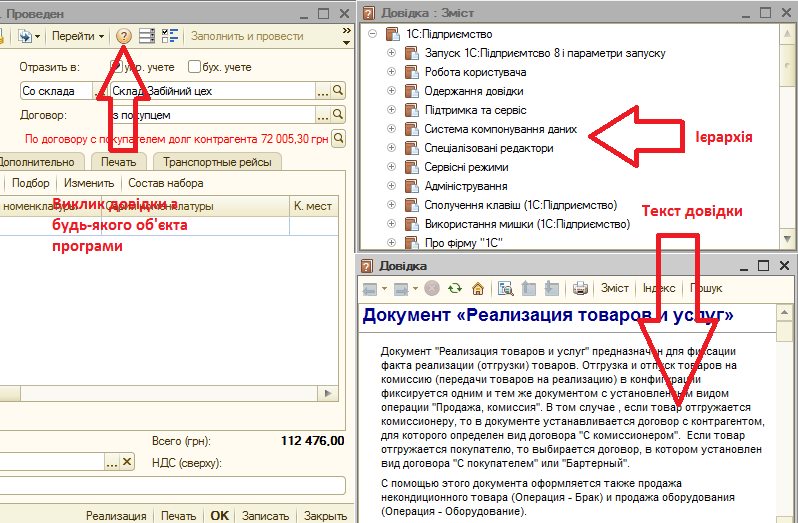 : Проведен
Перейти
Заполнить и провести
Отразить в:
упр. учете
бух. учете
Со склада
...
Склад Забійний цех
...
Договор:
з покупцем
...
По договору с покупателем долг контрагента 72 005,30 грн
Дополнительно
Печать
Транспортные рейсы
Подбор
Изменить
Состав набора
номенклатуры
Серия номенклатуры
К. мест
Виклик довідки з
будь-якого об'єкта
програми
Всего (грн):
112 476,00
...
НДС (сверху):
Реализация
Печать
OK
Записать
Закрыть
Довідка : Зміст
1С:Підприємство
Запуск 1С:Підприємтсво 8 і параметри запуску
Робота користувача
Одержання довідки
Підтримка та сервіс
Система компонування даних
Спеціалізовані редактори
Сервісні режими
Адміністрування
Сполучення клавіш (1С:Підприємство)
Використання мишки (1С:Підприємство)
Про фірму "1С"
Ієрархія
Текст довідки
Довідка
Зміст
Індекс
Пошук
Документ «Реализация товаров и услуг»
Документ "Реализация товаров и услуг" предназначен для фиксации
факта реализации (отгрузки) товаров. Отгрузка и отпуск товаров на
комиссию (передачи товаров на реализацию) в конфигурации
фиксируется одним и тем же документом с установленным видом
операции "Продажа, комиссия". В том случае , если товар отгружается
комиссионеру, то в документе устанавливается договор с контрагентом,
для которого определен вид договора "С комиссионером".  Если товар
отгружается покупателю, то выбирается договор, в котором установлен
вид договора "С покупателем" или "Бартерный".
С помощью этого документа оформляется также продажа
некондиционного товара (Операция - Брак) и продажа оборудования
(Операция - Оборудование).